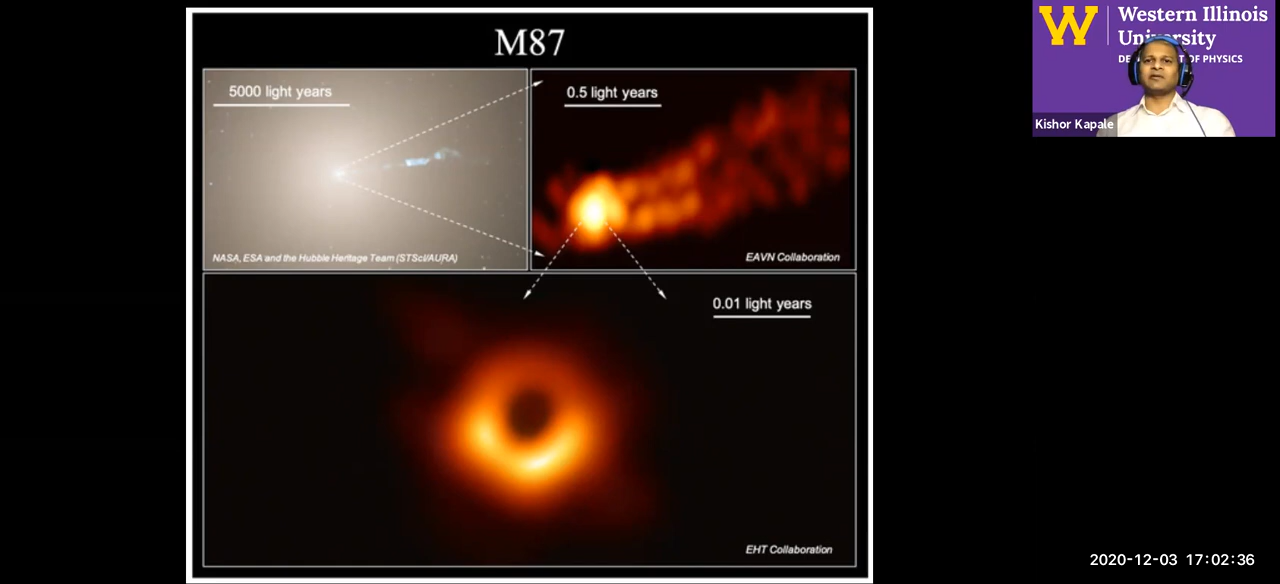 M87
5000 light years
NASA, ESA and the Hubble Heritage Team (STScI/AURA)
0.5 light years
EAVN Collaboration
0.01 light years
EHT Collaboration
W
Western Illinois
University
OF PHYSICS
Kishor Kapale
2020-12-03 17:02:36